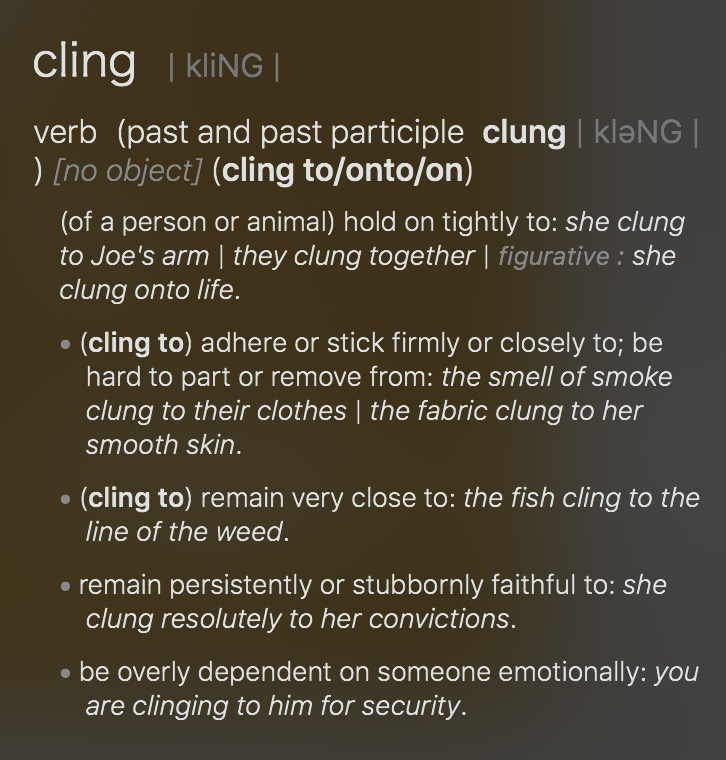 cling | kliNG |
verb (past and past participle clung | kləNG |
) [no object] (cling to/onto/on)
(of a person or animal) hold on tightly to: she clung
to Joe's arm | they clung together | figurative : she
clung onto life.
• (cling to) adhere or stick firmly or closely to; be
hard to part or remove from: the smell of smoke
clung to their clothes | the fabric clung to her
smooth skin.
• (cling to) remain very close to: the fish cling to the
line of the weed.
• remain persistently or stubbornly faithful to: she
clung resolutely to her convictions.
• be overly dependent on someone emotionally: you
are clinging to him for security.